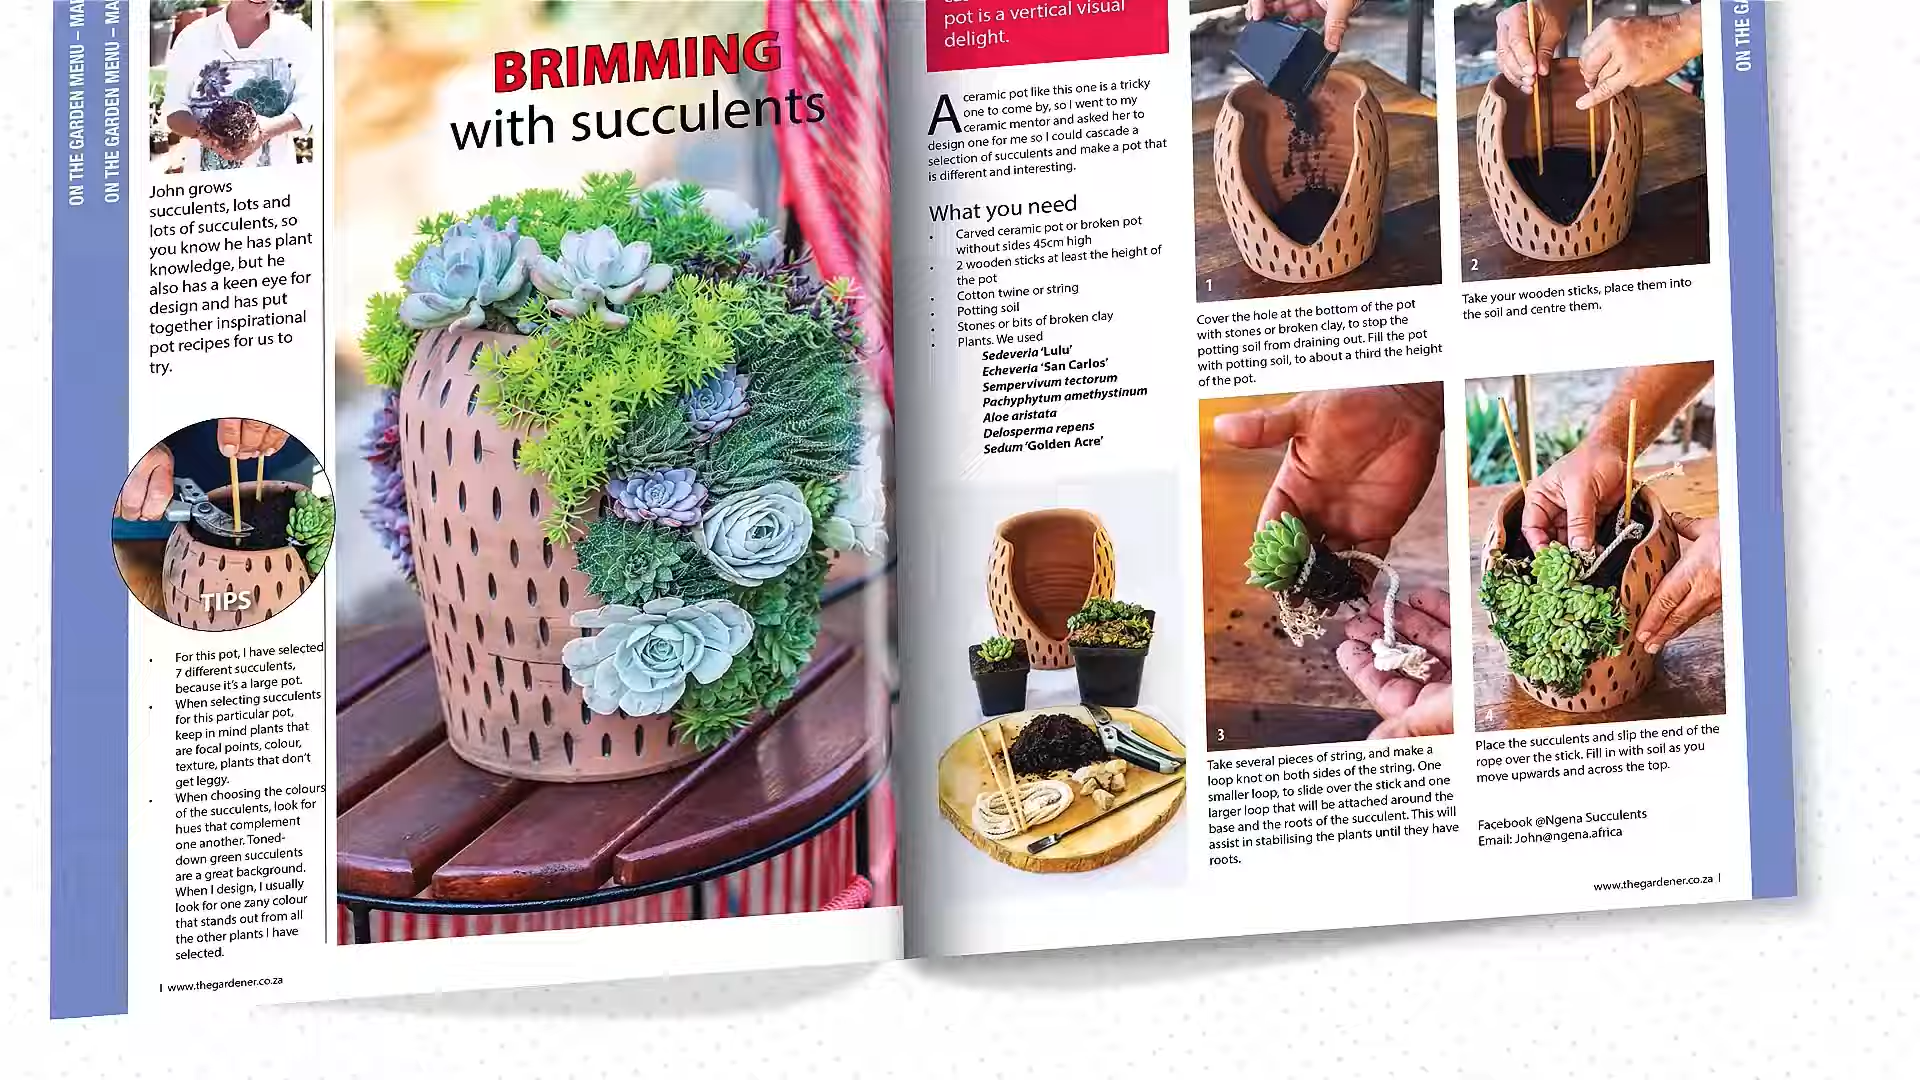 ON THE GARDEN MENU –
ON THE GARDEN MENU –
John grows
succulents, lots and
lots of succulents, so
you know he has plant
knowledge, but he
also has a keen eye for
design and has put
together inspirational
pot recipes for us to
try.
TIPS
• For this pot, I have selected
7 different succulents,
because it's a large pot.
• When selecting succulents
for this particular pot,
keep in mind plants that
are focal points, colour,
texture, plants that don't
get leggy.
• When choosing the colours
of the succulents, look for
hues that complement
one another. Toned-
down green succulents
are a great background.
When I design, I usually
look for one zany colour
that stands out from all
the other plants I have
selected.
| www.thegardener.co.za
BRIMMING
with succulents
pot is a vertical visual
delight.
A ceramic pot like this one is a tricky
one to come by, so I went to my
ceramic mentor and asked her to
design one for me so I could cascade a
selection of succulents and make a pot that
is different and interesting.
What you need
• Carved ceramic pot or broken pot
without sides 45cm high
• 2 wooden sticks at least the height of
the pot
• Cotton twine or string
• Potting soil
• Stones or bits of broken clay
• Plants. We used
Sedeveria 'Lulu'
Echeveria 'San Carlos'
Sempervivum tectorum
Pachyphytum amethystinum
Aloe aristata
Delosperma repens
Sedum 'Golden Acre'
1
Cover the hole at the bottom of the pot
with stones or broken clay, to stop the
potting soil from draining out. Fill the pot
with potting soil, to about a third the height
of the pot.
2
Take your wooden sticks, place them into
the soil and centre them.
3
Take several pieces of string, and make a
loop knot on both sides of the string. One
smaller loop, to slide over the stick and one
larger loop that will be attached around the
base and the roots of the succulent. This will
assist in stabilising the plants until they have
roots.
4
Place the succulents and slip the end of the
rope over the stick. Fill in with soil as you
move upwards and across the top.
Facebook @Ngena Succulents
Email: John@ngena.africa
www.thegardener.co.za |
ON THE